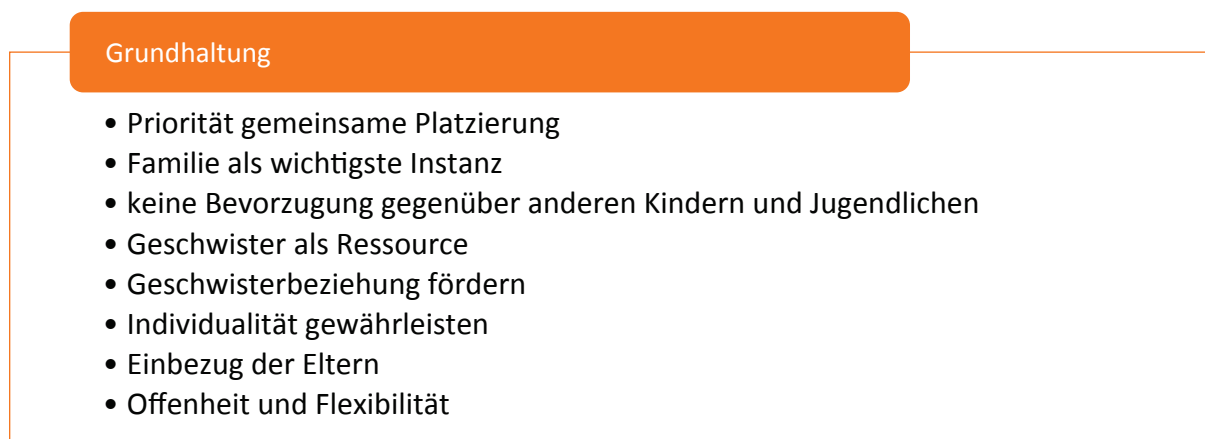 Grundhaltung
• Priorität gemeinsame Platzierung
• Familie als wichtigste Instanz
• keine Bevorzugung gegenüber anderen Kindern und Jugendlichen
• Geschwister als Ressource
• Geschwisterbeziehung fördern
• Individualität gewährleisten
• Einbezug der Eltern
• Offenheit und Flexibilität